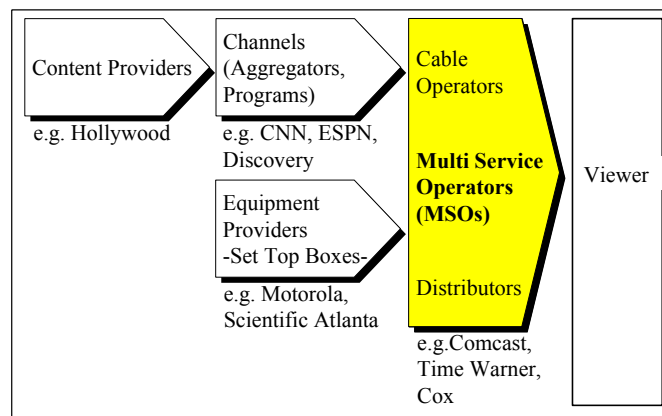 Content Providers
e.g. Hollywood
Channels
(Aggregators,
Programs)
e.g. CNN, ESPN,
Discovery
Equipment
Providers
-Set Top Boxes-
e.g. Motorola,
Scientific Atlanta
Cable
Operators
Multi Service
Operators
(MSOs)
Distributors
e.g.Comcast,
Time Warner,
Cox
Viewer